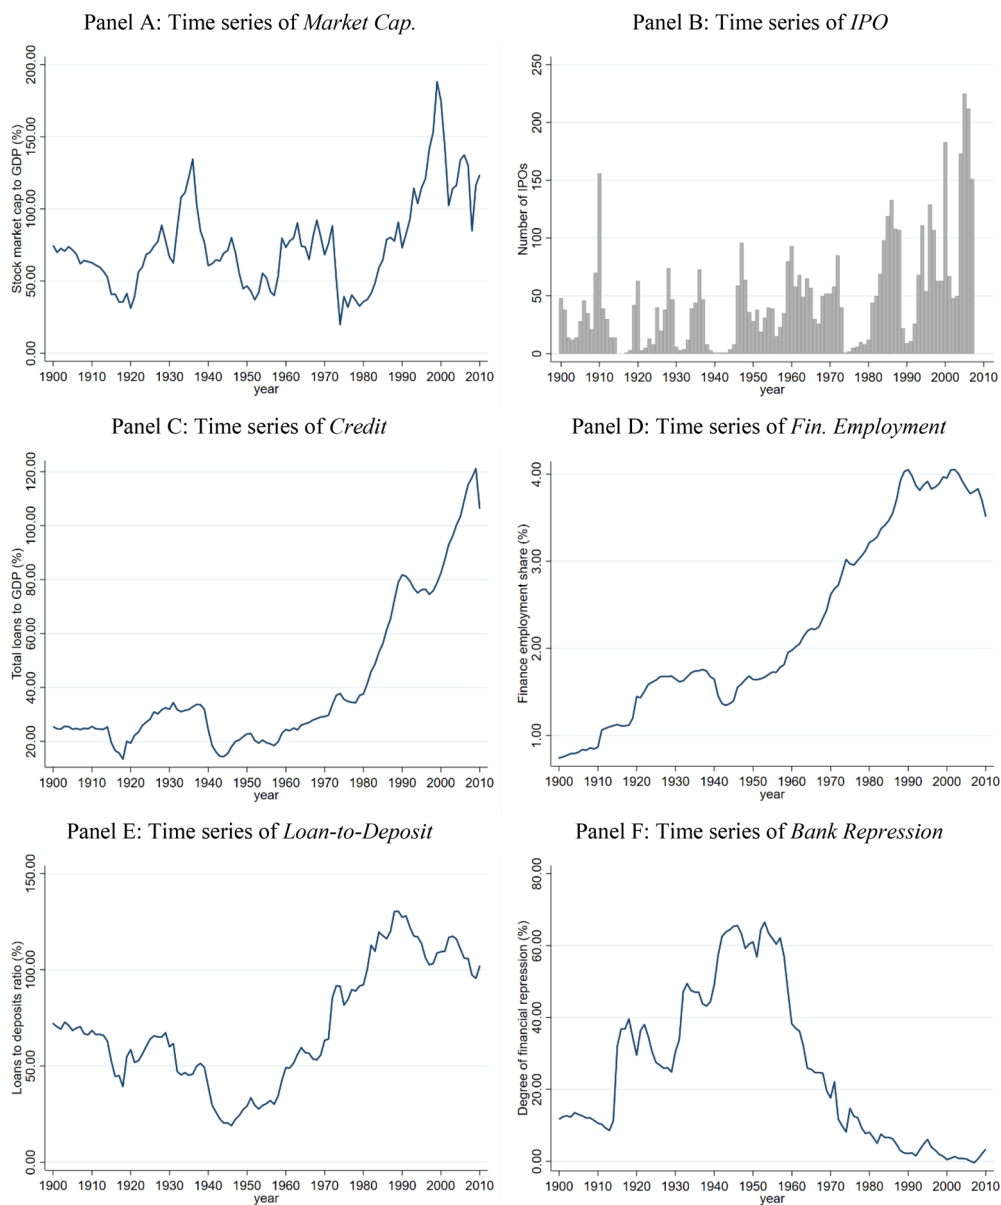 Panel A: Time series of Market Cap.
Stock market cap to GDP (%)
200.00
150.00
100.00
50.00
0.00
1900 1910 1920 1930 1940 1950 1960 1970 1980 1990 2000 2010
year
Panel B: Time series of IPO
Number of IPOs
250
200
150
100
50
0
1900 1910 1920 1930 1940 1950 1960 1970 1980 1990 2000 2010
year
Panel C: Time series of Credit
Total loans to GDP (%)
120.00
100.00
80.00
60.00
40.00
20.00
1900 1910 1920 1930 1940 1950 1960 1970 1980 1990 2000 2010
year
Panel D: Time series of Fin. Employment
Finance employment share (%)
4.00
3.00
2.00
1.00
1900 1910 1920 1930 1940 1950 1960 1970 1980 1990 2000 2010
year
Panel E: Time series of Loan-to-Deposit
Loans to deposits ratio (%)
150.00
100.00
50.00
0.00
1900 1910 1920 1930 1940 1950 1960 1970 1980 1990 2000 2010
year
Panel F: Time series of Bank Repression
Degree of financial repression (%)
80.00
60.00
40.00
20.00
0.00
1900 1910 1920 1930 1940 1950 1960 1970 1980 1990 2000 2010
year